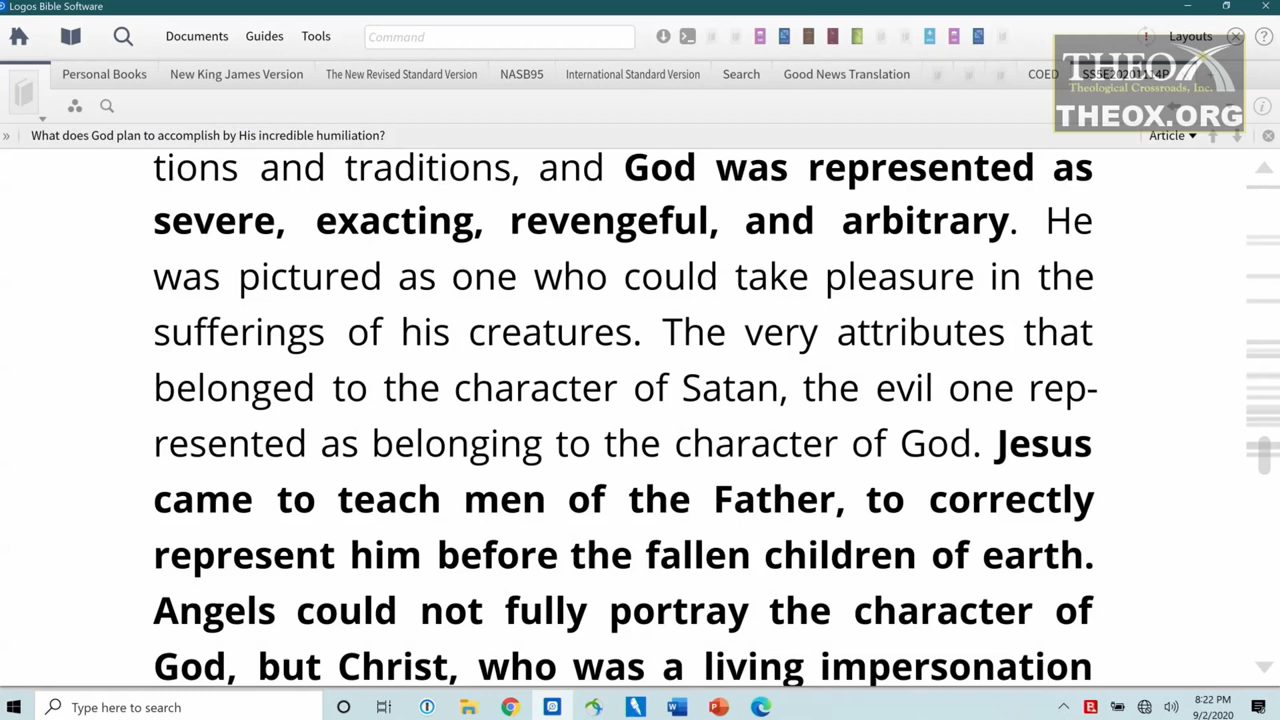 Logos Bible Software
Documents Guides Tools Command Layouts
THEOX
Theological Crossroads, Inc.
THEOX.ORG
Personal Books New King James Version The New Revised Standard Version NASB95 International Standard Version Search Good News Translation COED SS5E20201114P
» What does God plan to accomplish by His incredible humiliation? Article
tions and traditions, and God was represented as
severe, exacting, revengeful, and arbitrary. He
was pictured as one who could take pleasure in the
sufferings of his creatures. The very attributes that
belonged to the character of Satan, the evil one rep-
resented as belonging to the character of God. Jesus
came to teach men of the Father, to correctly
represent him before the fallen children of earth.
Angels could not fully portray the character of
God, but Christ, who was a living impersonation
Type here to search
8:22 PM
9/2/2020